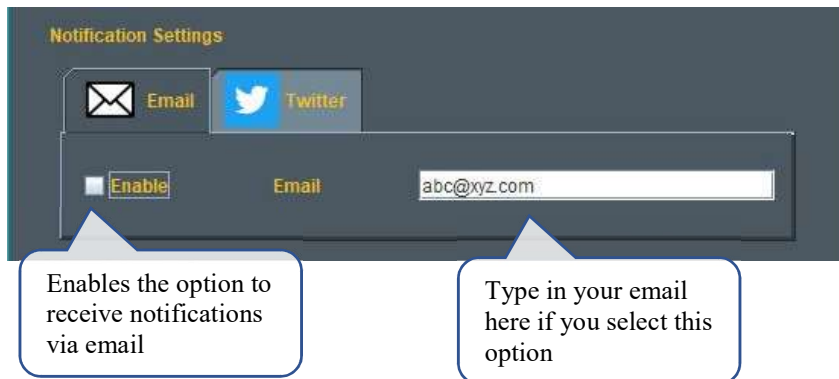 Notification Settings
Email Twitter
Enable Email abc@xyz.com
Enables the option to
receive notifications
via email
Type in your email
here if you select this
option